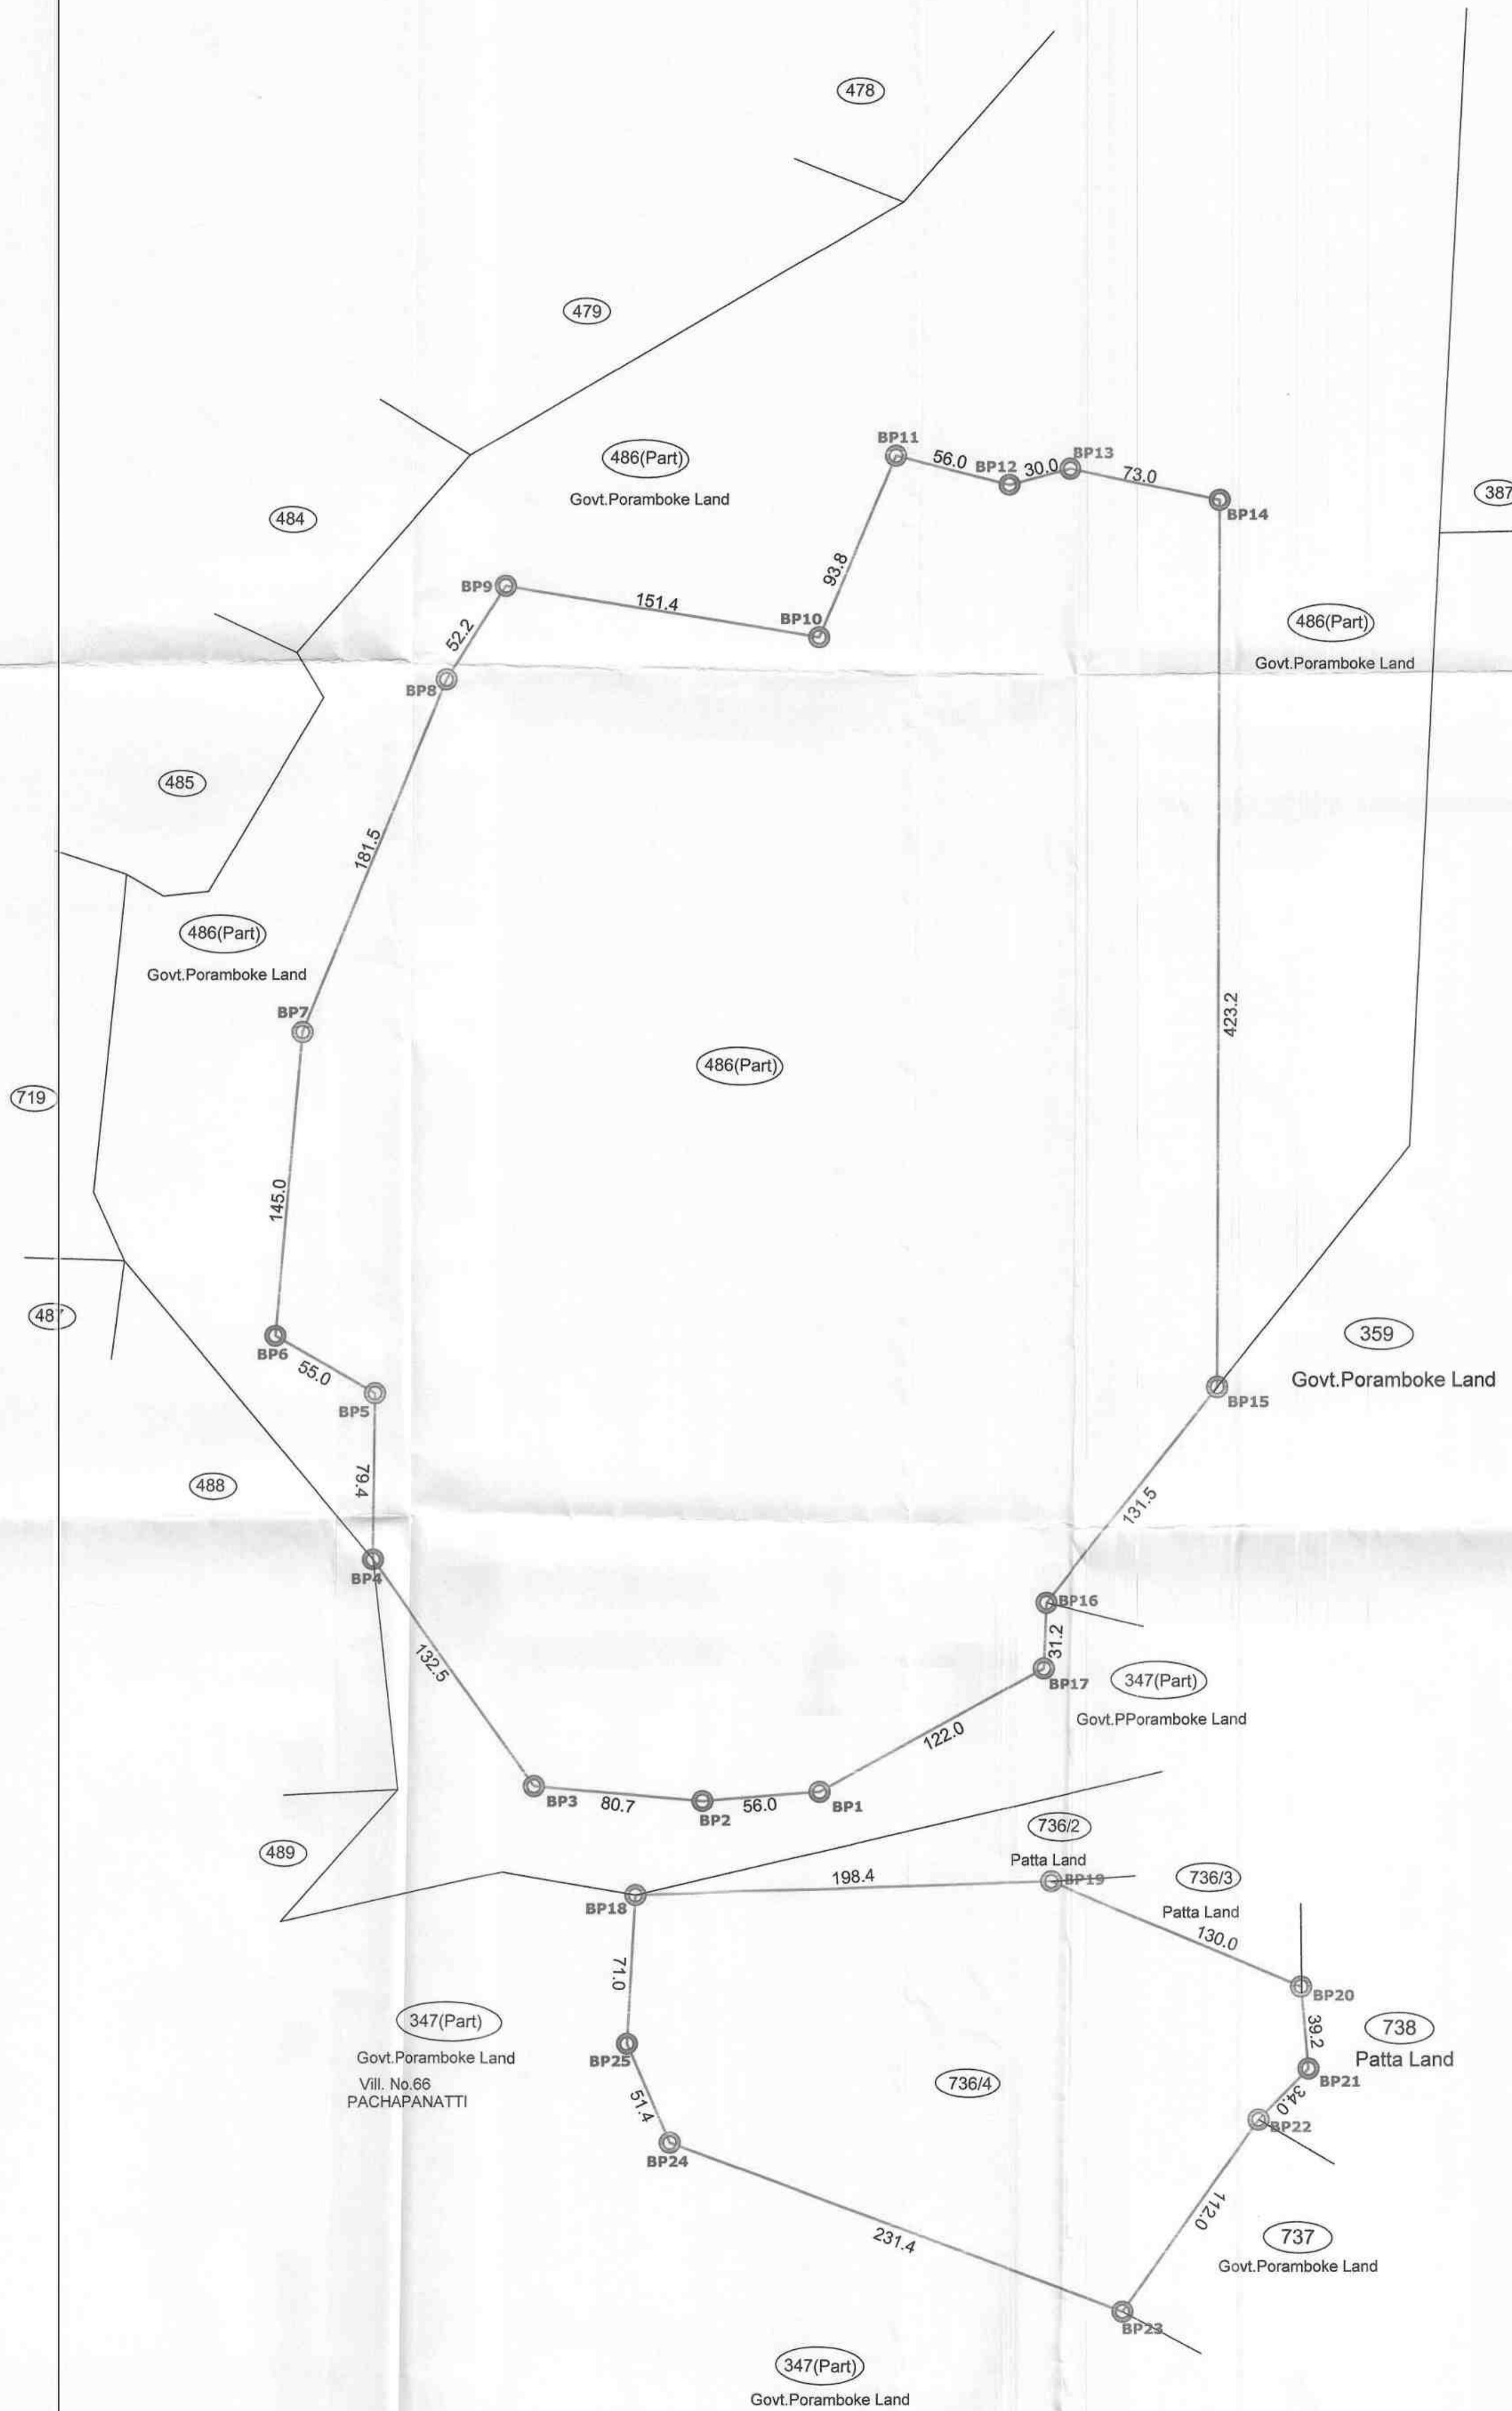 478
479
BP11
56.0
BP12
30.0
BP13
73.0
BP14
486(Part)
Govt.Poramboke Land
387
484
93.8
BP9
151.4
BP10
52.2
BP8
486(Part)
Govt.Poramboke Land
485
181.5
486(Part)
Govt.Poramboke Land
BP7
423.2
486(Part)
719
145.0
487
BP6
55.0
BP5
359
Govt.Poramboke Land
BP15
79.4
488
131.5
BP4
BP16
31.2
132.5
BP17
347(Part)
Govt.PPoramboke Land
122.0
BP3
80.7
BP2
56.0
BP1
736/2
Patta Land
489
198.4
BP19
736/3
Patta Land
BP18
130.0
71.0
BP20
39.2
738
Patta Land
347(Part)
Govt.Poramboke Land
Vill. No.66
PACHAPANATTI
BP25
736/4
BP21
34.0
51.4
BP22
BP24
112.0
231.4
737
Govt.Poramboke Land
BP23
347(Part)
Govt.Poramboke Land